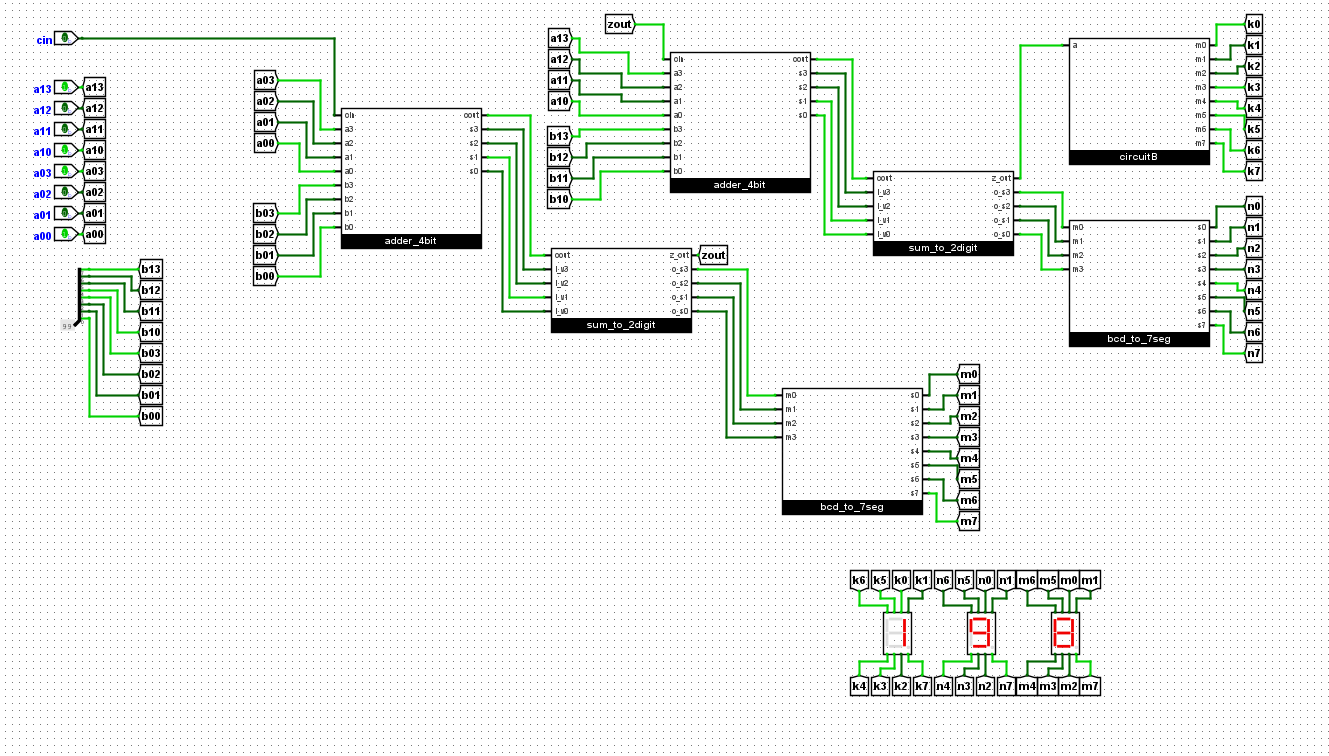 cin
a13 a13
a12 a12
a11 a11
a10 a10
a03 a03
a02 a02
a01 a01
a00 a00
b13
b12
b11
b10
b03
b02
b01
b00
a03
a02
a01
a00
b03
b02
b01
b00
cin cout
a3 s3
a2 s2
a1 s1
a0 s0
b3
b2
b1
b0
adder_4bit
zout
a13
a12
a11
a10
b13
b12
b11
b10
cin cout
a3 s3
a2 s2
a1 s1
a0 s0
b3
b2
b1
b0
adder_4bit
cout z_out
i_u3 o_s3
i_u2 o_s2
i_u1 o_s1
i_u0 o_s0
sum_to_2digit
zout
cout z_out
i_u3 o_s3
i_u2 o_s2
i_u1 o_s1
i_u0 o_s0
sum_to_2digit
a m0
m1
m2
m3
m4
m5
m6
m7
circuitB
k0
k1
k2
k3
k4
k5
k6
k7
m0 s0
m1 s1
m2 s2
m3 s3
s4
s5
s6
s7
bcd_to_7seg
n0
n1
n2
n3
n4
n5
n6
n7
m0 s0
m1 s1
m2 s2
m3 s3
s4
s5
s6
s7
bcd_to_7seg
m0
m1
m2
m3
m4
m5
m6
m7
k6 k5 k0 k1 n6 n5 n0 n1 m6 m5 m0 m1
1 9 8
k4 k3 k2 k7 n4 n3 n2 n7 m4 m3 m2 m7